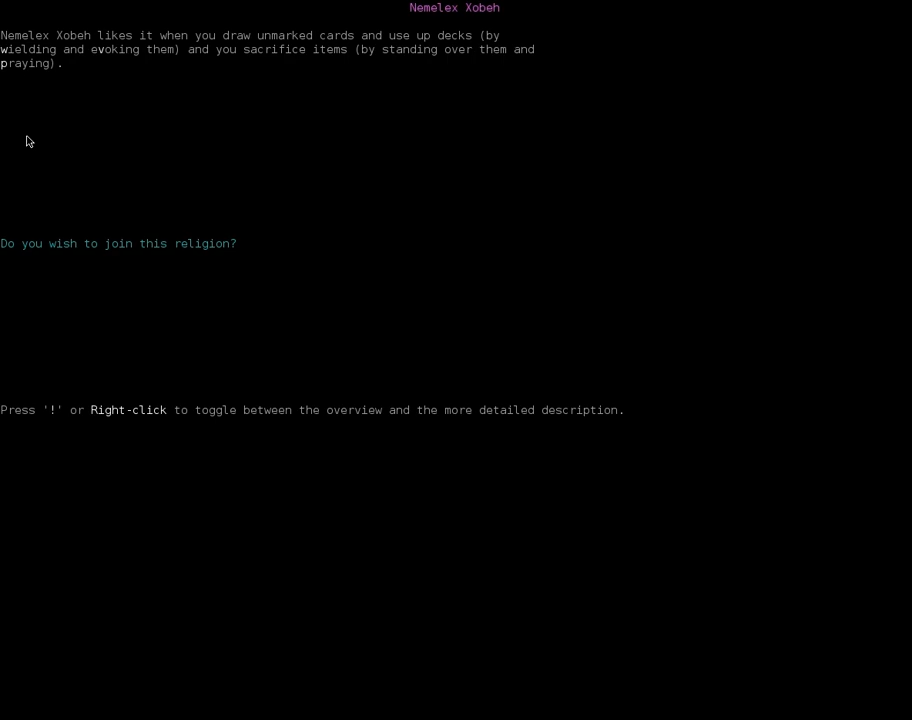 Nemelex Xobeh
Nemelex Xobeh likes it when you draw unmarked cards and use up decks (by
wielding and evoking them) and you sacrifice items (by standing over them and
praying).
Do you wish to join this religion?
Press '!' or Right-click to toggle between the overview and the more detailed description.